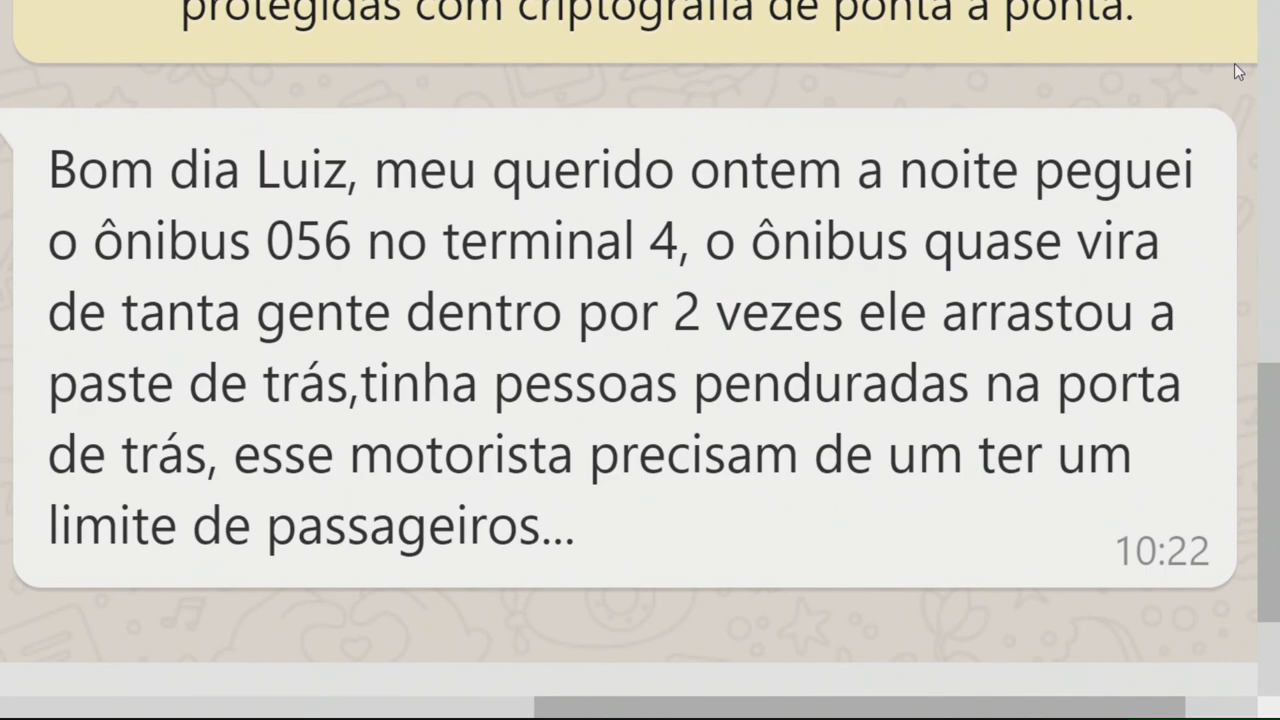 protegidas com criptografia de ponta a ponta.
Bom dia Luiz, meu querido ontem a noite peguei
o ônibus 056 no terminal 4, o ônibus quase vira
de tanta gente dentro por 2 vezes ele arrastou a
paste de trás,tinha pessoas penduradas na porta
de trás, esse motorista precisam de um ter um
limite de passageiros...
10:22